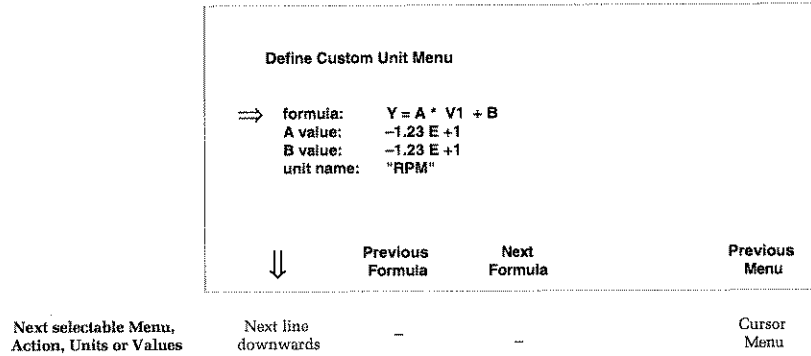 Define Custom Unit Menu
⇒ formula: Y = A * V1 + B
A value: –1.23 E +1
B value: –1.23 E +1
unit name: "RPM"
⇓ Previous Formula Next Formula Previous Menu
Next selectable Menu, Action, Units or Values Next line downwards – – Cursor Menu